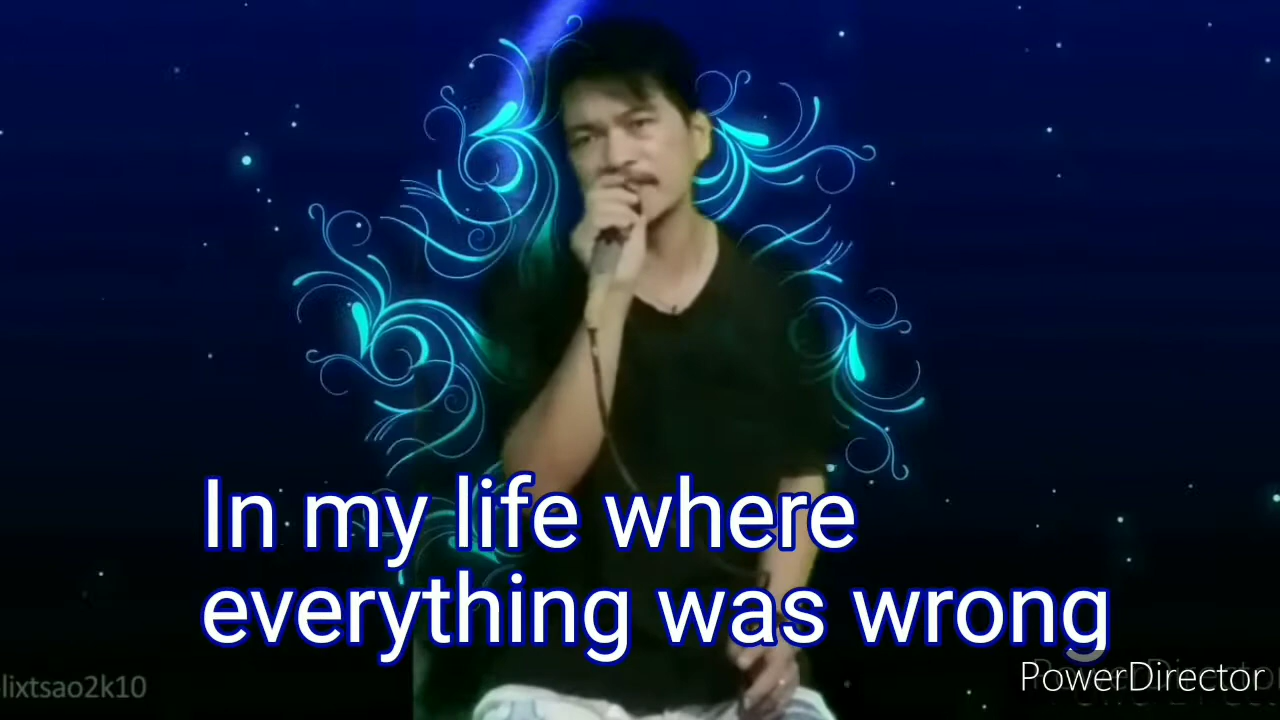 In my life where
everything was wrong
lixtsao2k10
PowerDirector